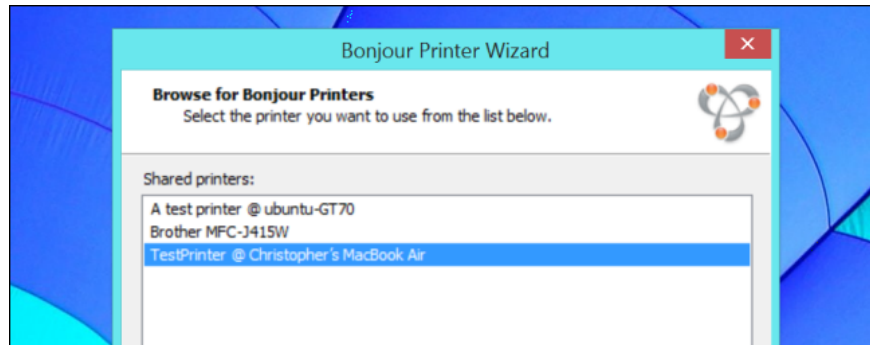 Bonjour Printer Wizard
Browse for Bonjour Printers
Select the printer you want to use from the list below.
Shared printers:
A test printer @ ubuntu-GT70
Brother MFC-J415W
TestPrinter @ Christopher's MacBook Air